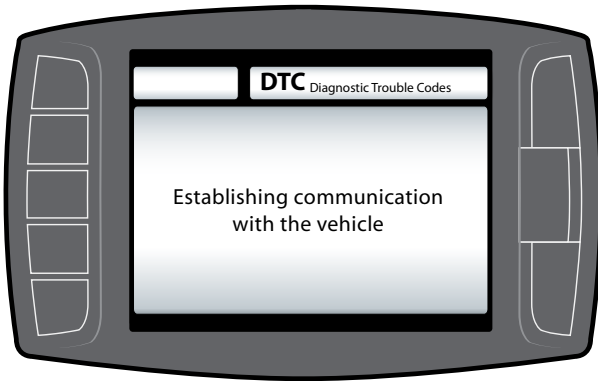 DTC Diagnostic Trouble Codes
Establishing communication
with the vehicle